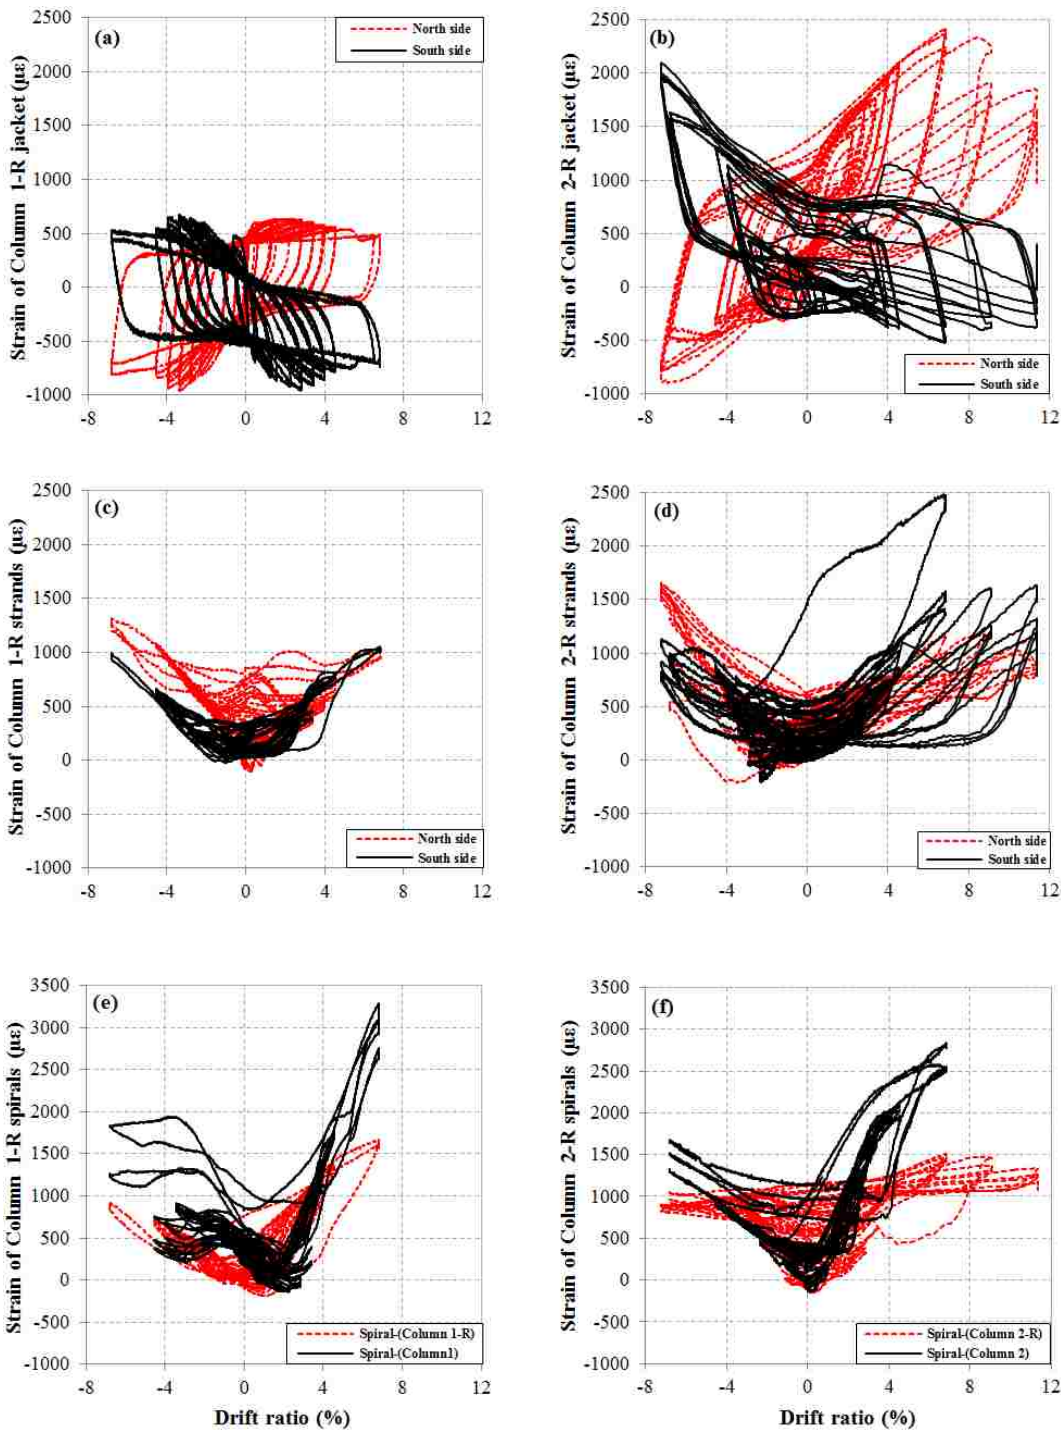 Strain of Column 1-R jacket (με)
2500
2000
1500
1000
500
0
-500
-1000
(a)
North side
South side
-8 -4 0 4 8 12
Strain of Column 2-R jacket (με)
2500
2000
1500
1000
500
0
-500
-1000
(b)
North side
South side
-8 -4 0 4 8 12
Strain of Column 1-R strands (με)
2500
2000
1500
1000
500
0
-500
-1000
(c)
North side
South side
-8 -4 0 4 8 12
Strain of Column 2-R strands (με)
2500
2000
1500
1000
500
0
-500
-1000
(d)
North side
South side
-8 -4 0 4 8 12
Strain of Column 1-R spirals (με)
3500
3000
2500
2000
1500
1000
500
0
-500
-1000
(e)
Spiral-(Column 1-R)
Spiral-(Column1)
-8 -4 0 4 8 12
Drift ratio (%)
Strain of Column 2-R spirals (με)
3500
3000
2500
2000
1500
1000
500
0
-500
-1000
(f)
Spiral-(Column 2-R)
Spiral-(Column 2)
-8 -4 0 4 8 12
Drift ratio (%)